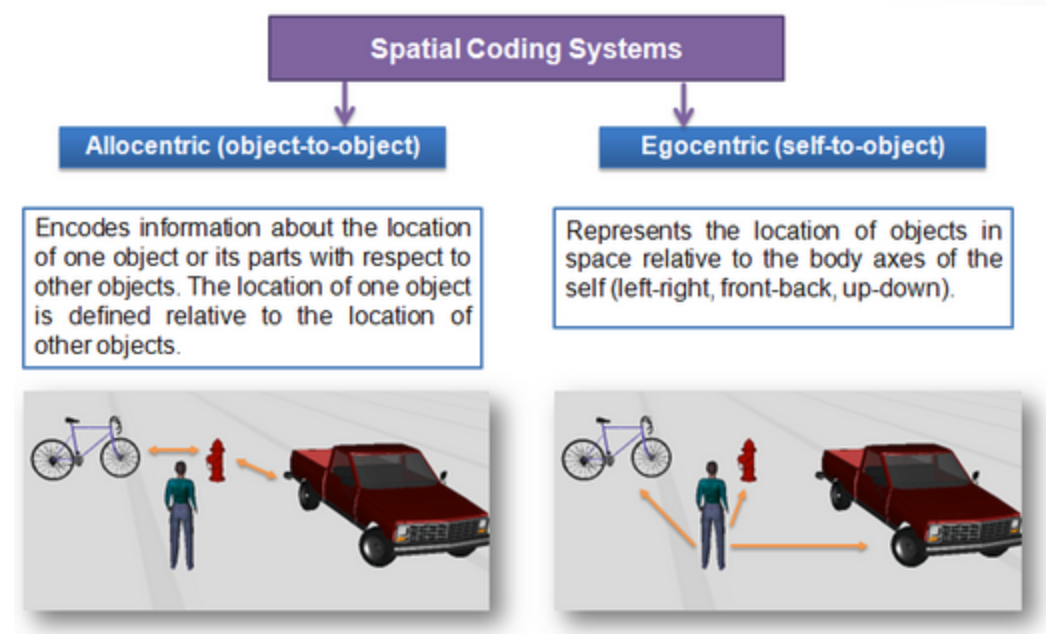 Spatial Coding Systems
Allocentric (object-to-object)
Egocentric (self-to-object)
Encodes information about the location
of one object or its parts with respect to
other objects. The location of one object
is defined relative to the location of
other objects.
Represents the location of objects in
space relative to the body axes of the
self (left-right, front-back, up-down).